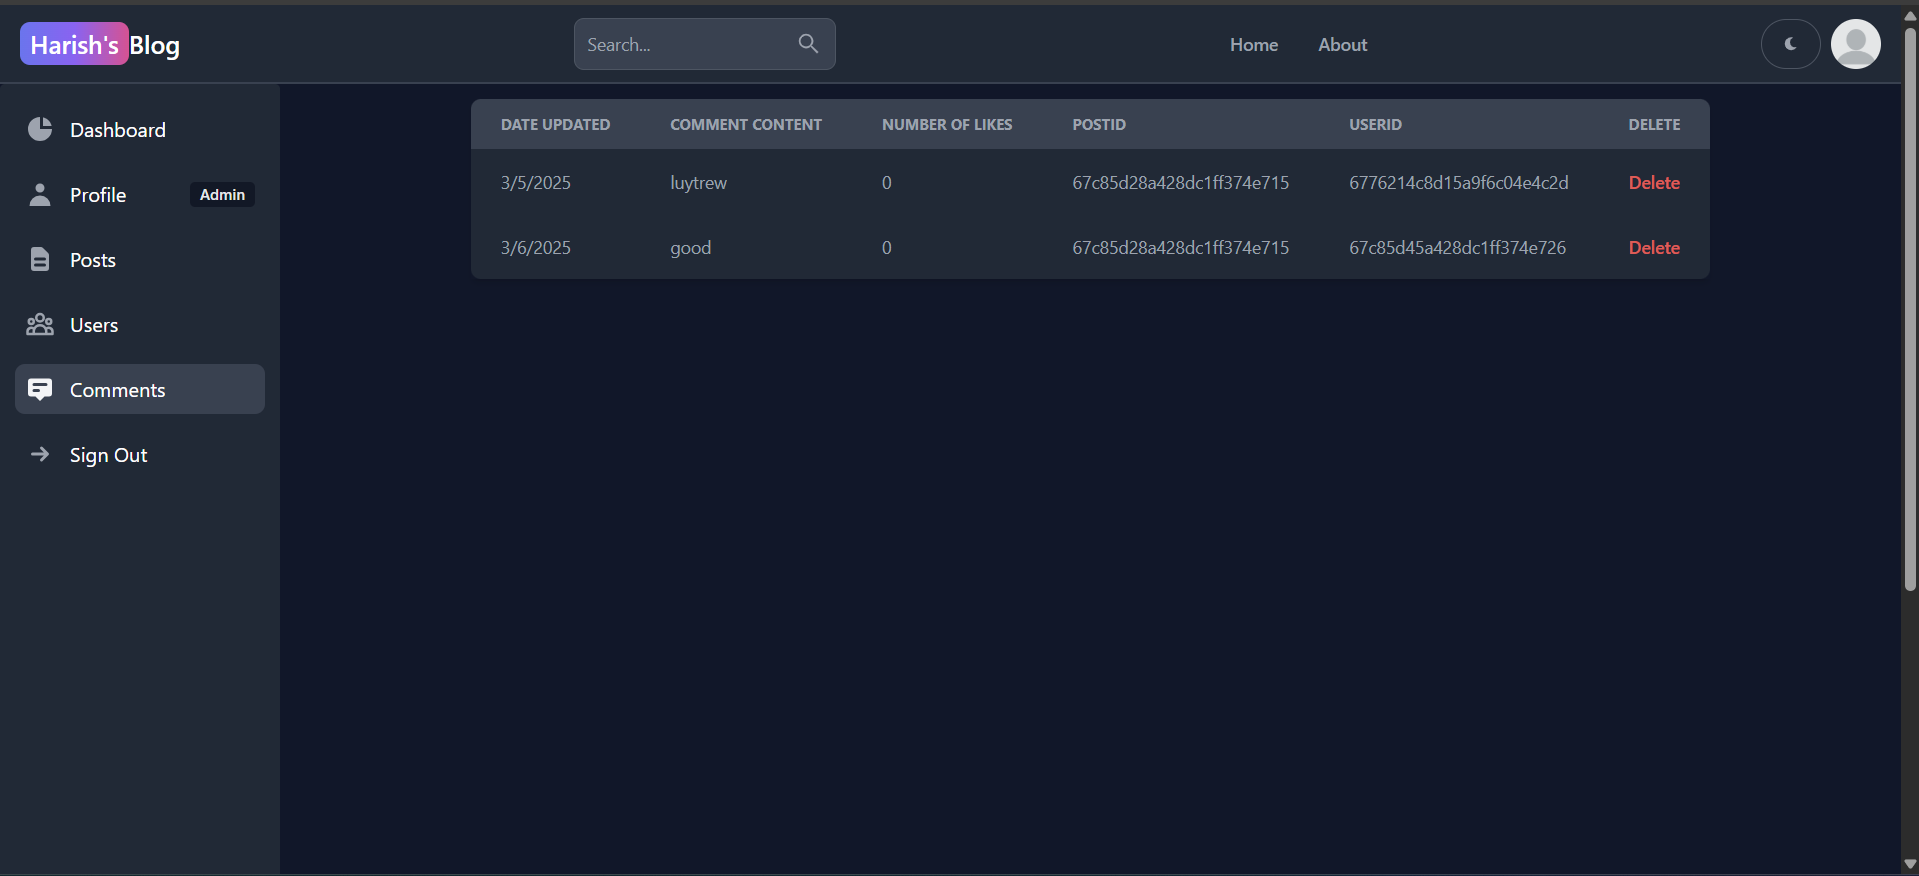 Harish's Blog
Search...
Home
About
Dashboard
Profile
Admin
Posts
Users
Comments
Sign Out
DATE UPDATED COMMENT CONTENT NUMBER OF LIKES POSTID USERID DELETE
3/5/2025 luytrew 0 67c85d28a428dc1ff374e715 6776214c8d15a9f6c04e4c2d Delete
3/6/2025 good 0 67c85d28a428dc1ff374e715 67c85d45a428dc1ff374e726 Delete